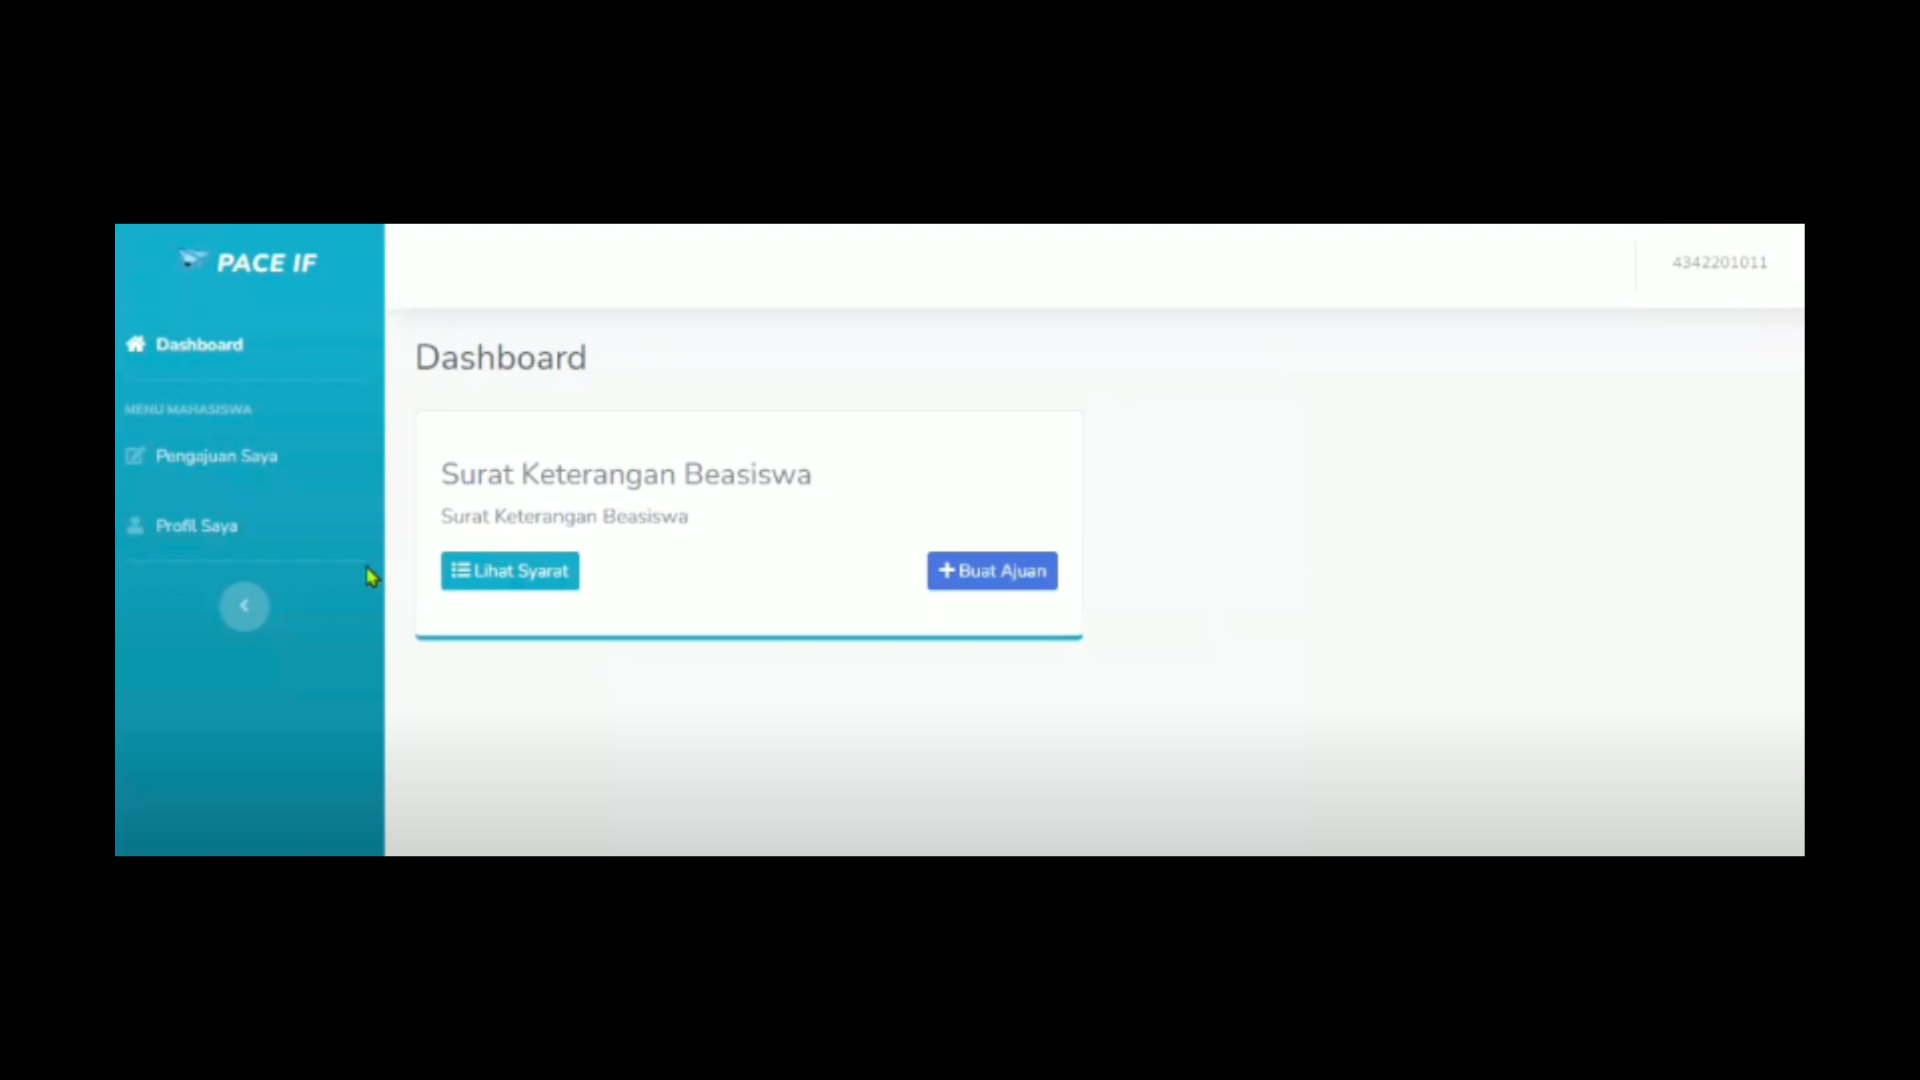 PACE IF
4342201011
Dashboard
MENU MAHASISWA
Pengajuan Saya
Profil Saya
Dashboard
Surat Keterangan Beasiswa
Surat Keterangan Beasiswa
Lihat Syarat
Buat Ajuan